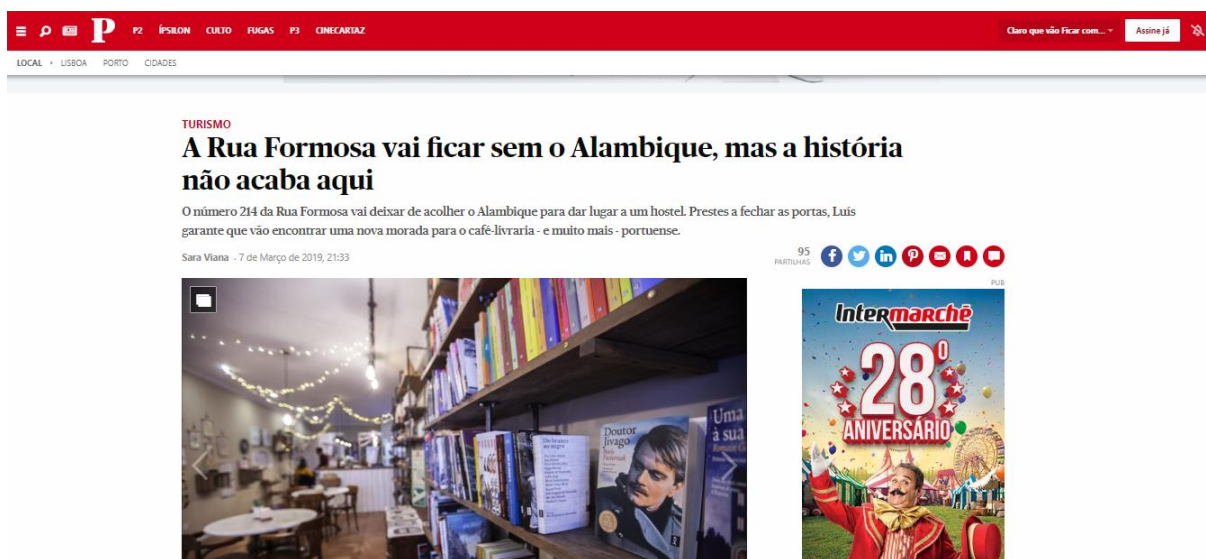 P P2 ÍPSILON CULTO FUGAS P3 CINECARTAZ Claro que vão Ficar com... Assine já
LOCAL LISBOA PORTO CIDADES
TURISMO
A Rua Formosa vai ficar sem o Alambique, mas a história
não acaba aqui
O número 214 da Rua Formosa vai deixar de acolher o Alambique para dar lugar a um hostel. Prestes a fechar as portas, Luís
garante que vão encontrar uma nova morada para o café-livraria - e muito mais - portuense.
Sara Viana - 7 de Março de 2019, 21:33
95
PARTILHAS
PUB
Intermarché
28º
ANIVERSÁRIO
Doutor
Jivago
Uma
à sua